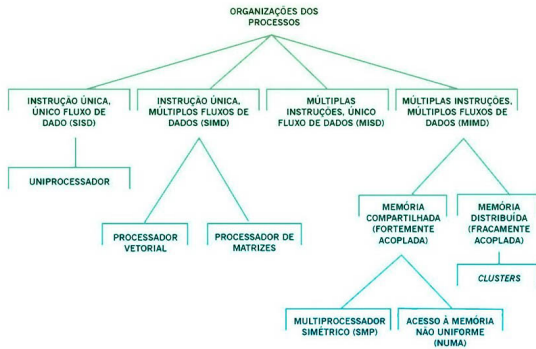 ORGANIZAÇÕES DOS
PROCESSOS
INSTRUÇÃO ÚNICA,
ÚNICO FLUXO DE
DADO (SISD)
INSTRUÇÃO ÚNICA,
MÚLTIPLOS FLUXOS DE
DADOS (SIMD)
MÚLTIPLAS
INSTRUÇÕES, ÚNICO
FLUXO DE DADOS (MISD)
MÚLTIPLAS INSTRUÇÕES,
MÚLTIPLOS FLUXOS DE
DADOS (MIMD)
UNIPROCESSADOR
PROCESSADOR
VETORIAL
PROCESSADOR DE
MATRIZES
MEMÓRIA
COMPARTILHADA
(FORTEMENTE
ACOPLADA)
MEMÓRIA
DISTRIBUÍDA
(FRACAMENTE
ACOPLADA)
CLUSTERS
MULTIPROCESSADOR
SIMÉTRICO (SMP)
ACESSO À MEMÓRIA
NÃO UNIFORME
(NUMA)